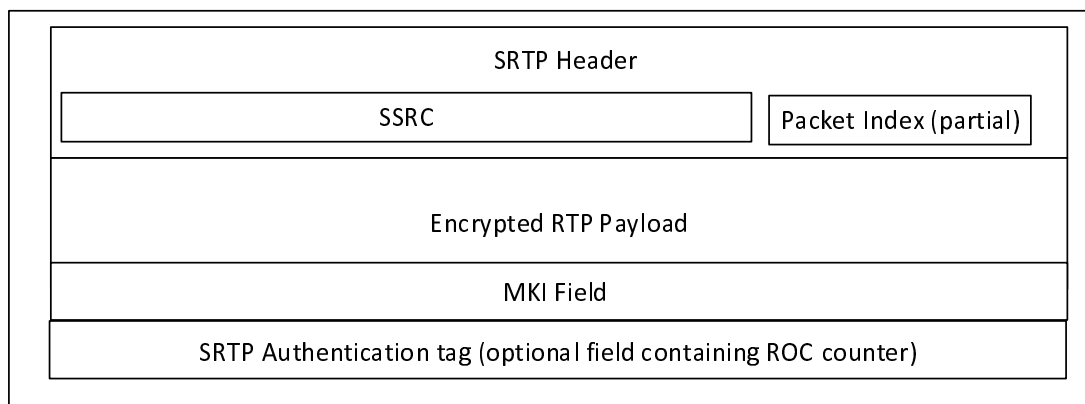 SRTP Header
SSRC
Packet Index (partial)
Encrypted RTP Payload
MKI Field
SRTP Authentication tag (optional field containing ROC counter)